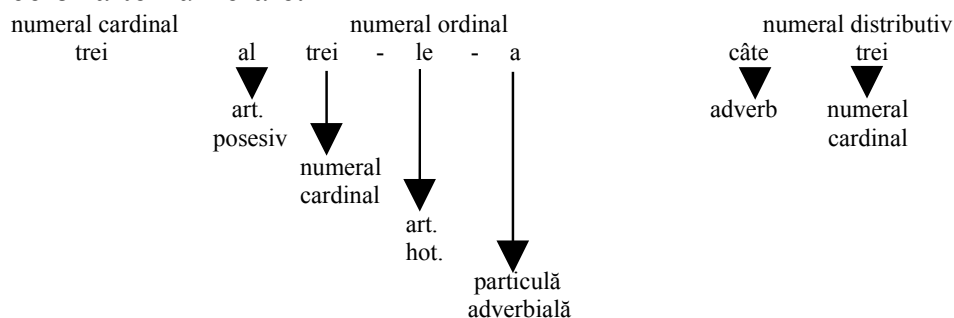 numeral cardinal numeral ordinal numeral distributiv
trei al trei - le - a câte trei
art. adverb numeral
posesiv cardinal
numeral
cardinal
art.
hot.
particulă
adverbială